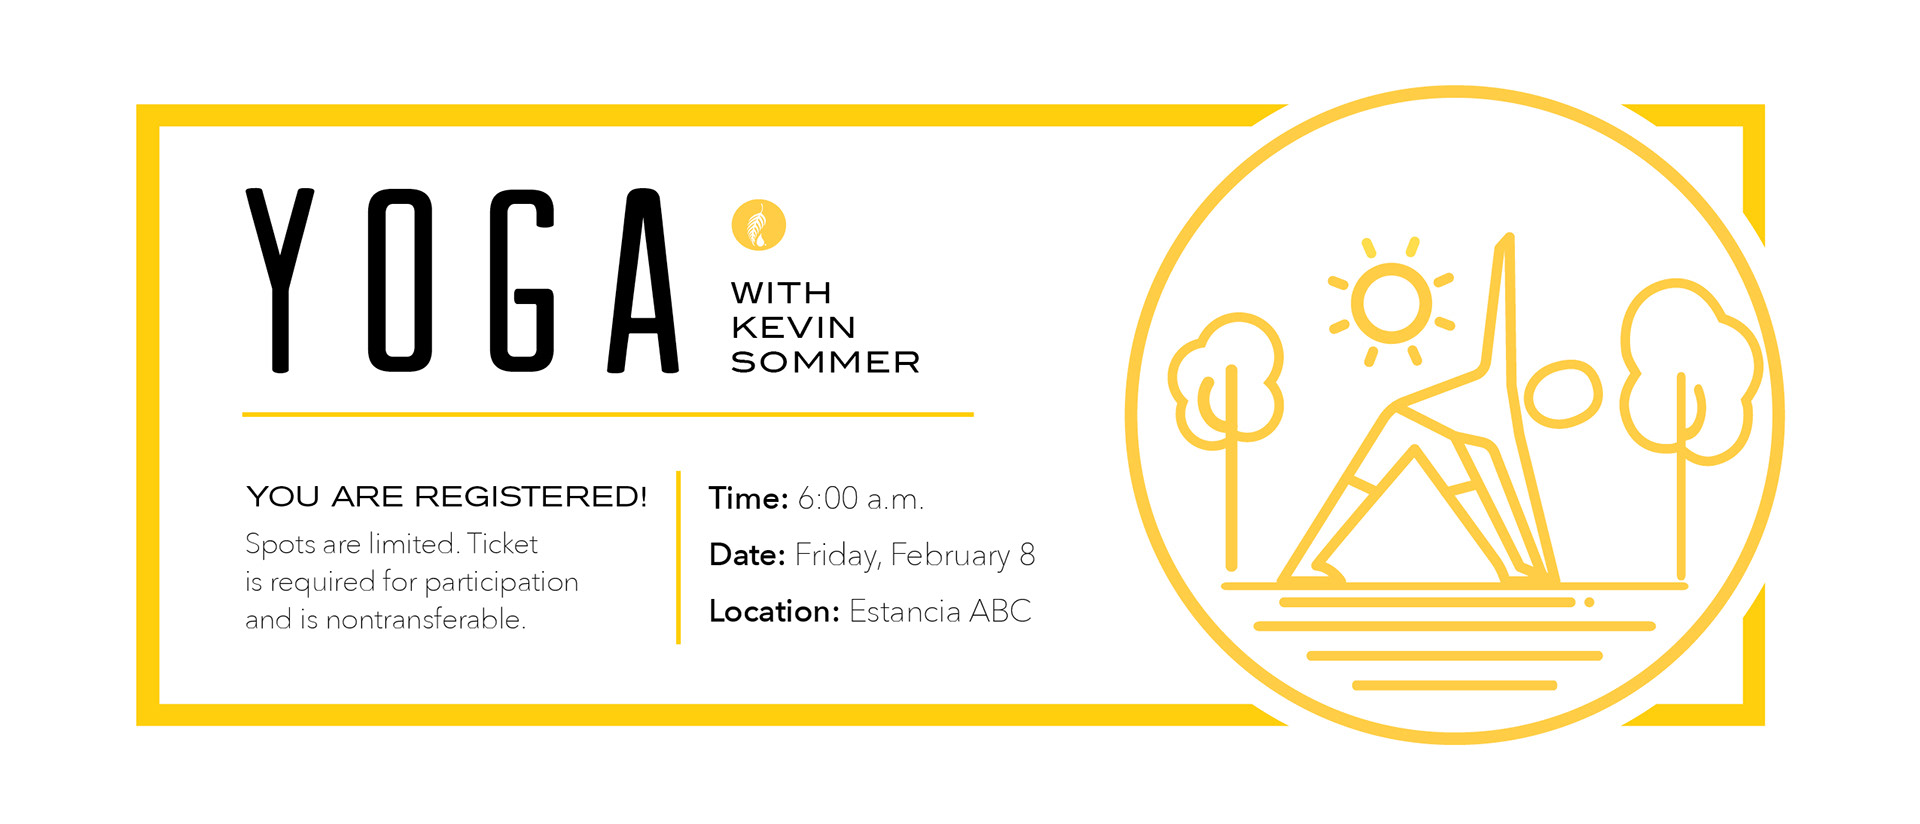 YOGA
WITH
KEVIN
SOMMER
YOU ARE REGISTERED!
Spots are limited. Ticket
is required for participation
and is nontransferable.
Time: 6:00 a.m.
Date: Friday, February 8
Location: Estancia ABC